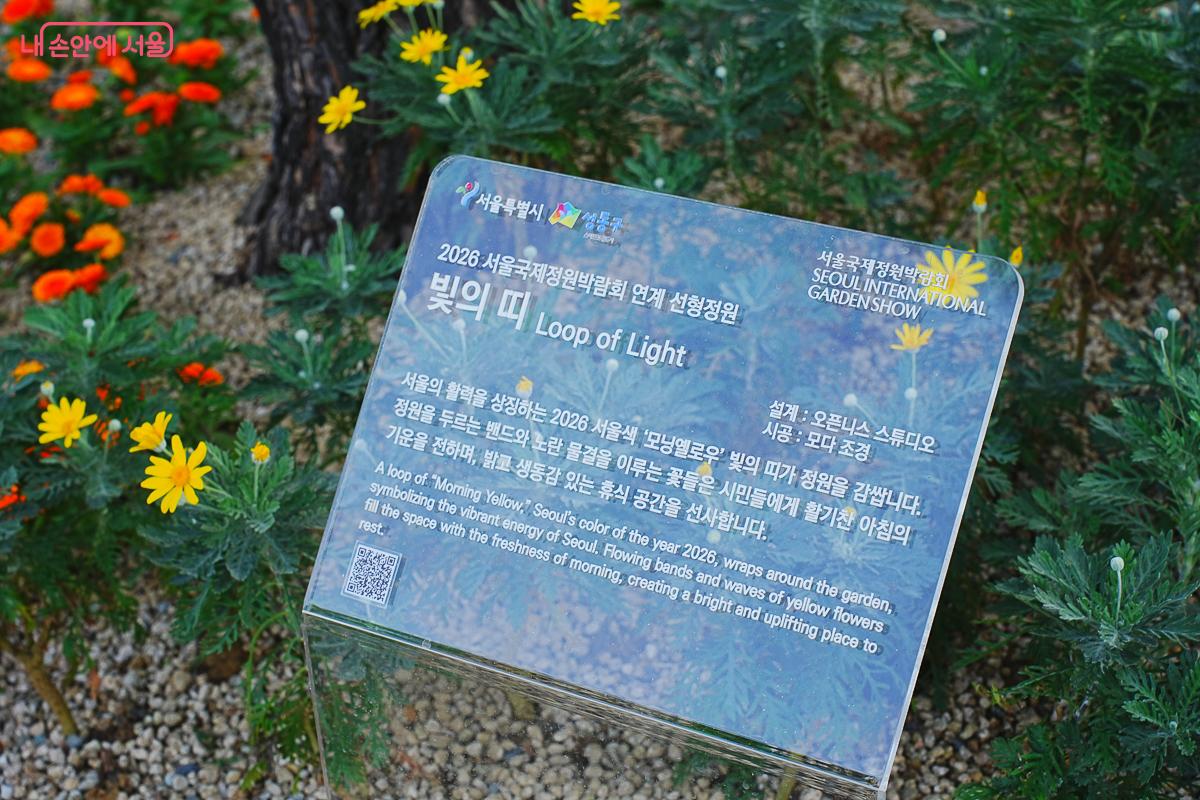 내 손안에 서울
서울특별시 성동구
서울국제정원박람회
SEOUL INTERNATIONAL
GARDEN SHOW
2026 서울국제정원박람회 연계 선형정원
빛의 띠 Loop of Light
설계 : 오픈니스 스튜디오
시공 : 모다 조경
서울의 활력을 상징하는 2026 서울색 '모닝옐로우' 빛의 띠가 정원을 감쌉니다.
정원을 두르는 밴드와 노란 물결을 이루는 꽃들은 시민들에게 활기찬 아침의
기운을 전하며, 밝고 생동감 있는 휴식 공간을 선사합니다.
A loop of "Morning Yellow," Seoul's color of the year 2026, wraps around the garden,
symbolizing the vibrant energy of Seoul. Flowing bands and waves of yellow flowers
fill the space with the freshness of morning, creating a bright and uplifting place to
rest.